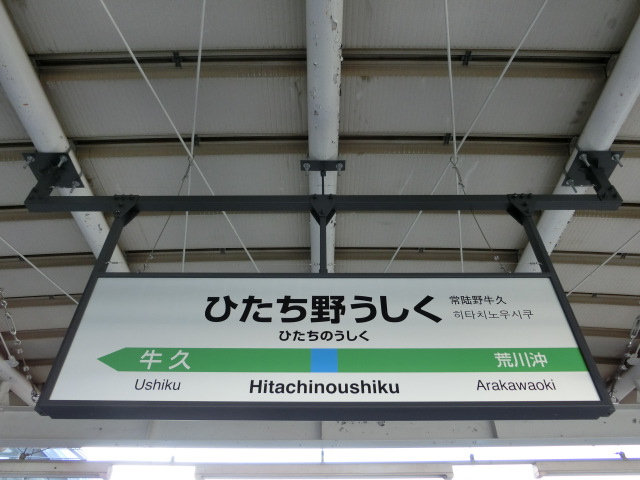 ひたち野うしく 常陸野牛久
히타치노우시쿠
ひたちのうしく
牛久 荒川沖
Ushiku Hitachinoushiku Arakawaoki